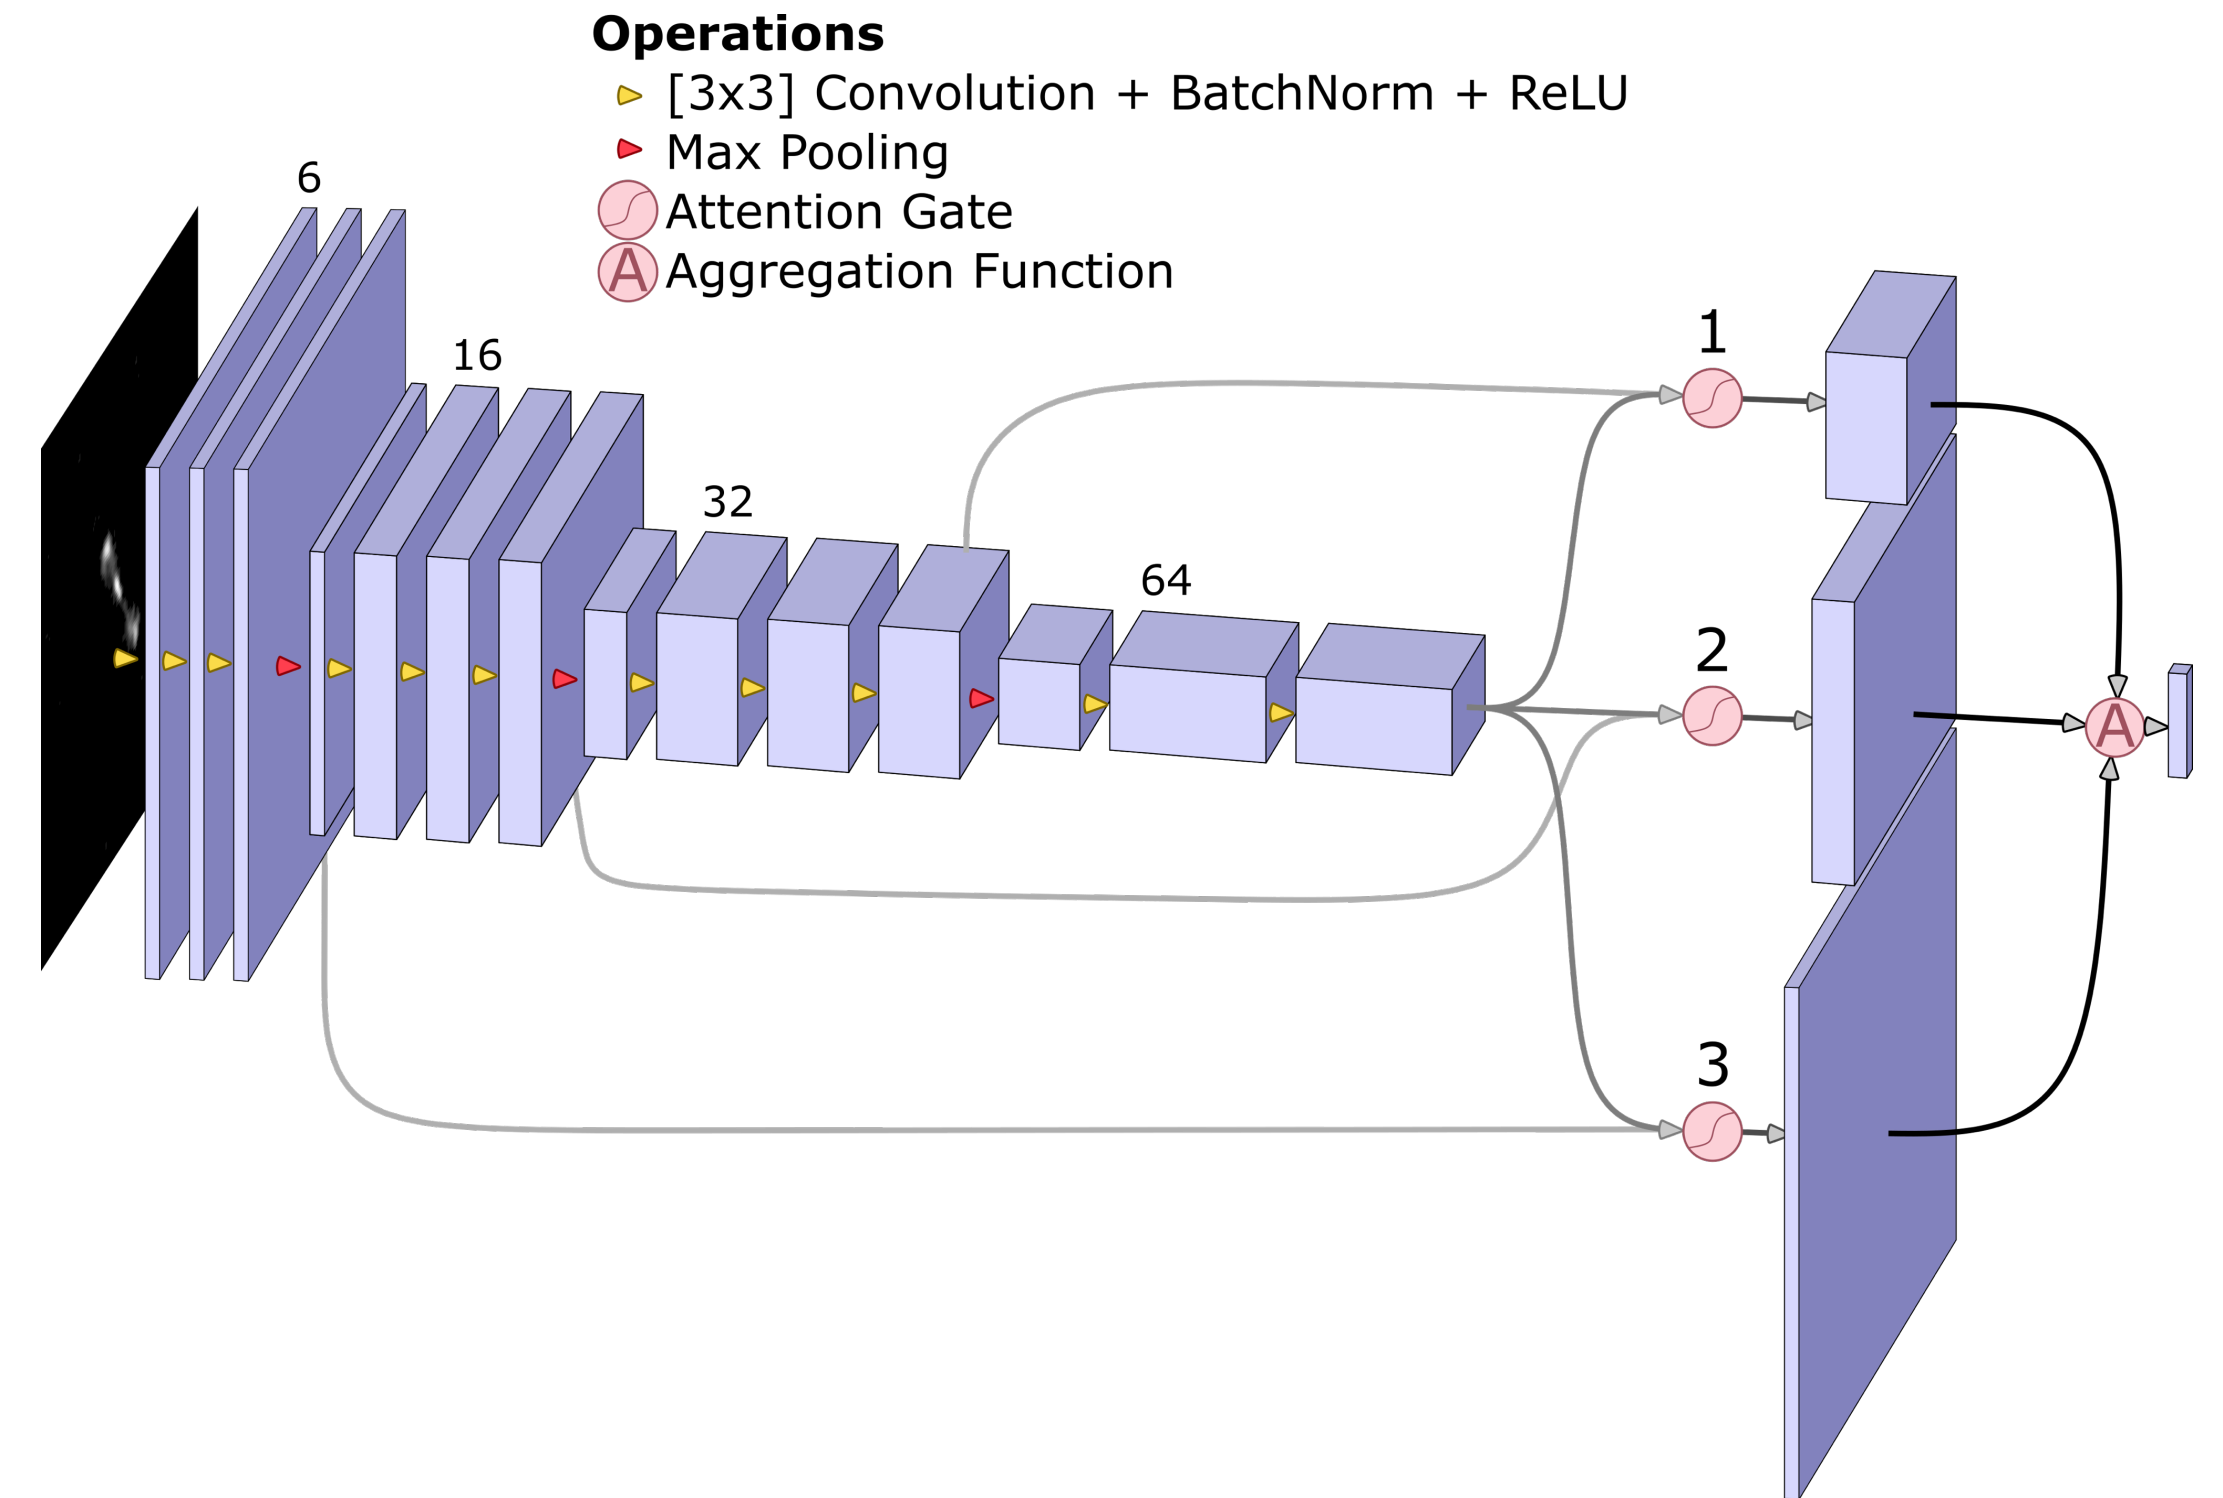 Operations
[3x3] Convolution + BatchNorm + ReLU
Max Pooling
Attention Gate
A Aggregation Function
6
16
32
64
1
2
3
A